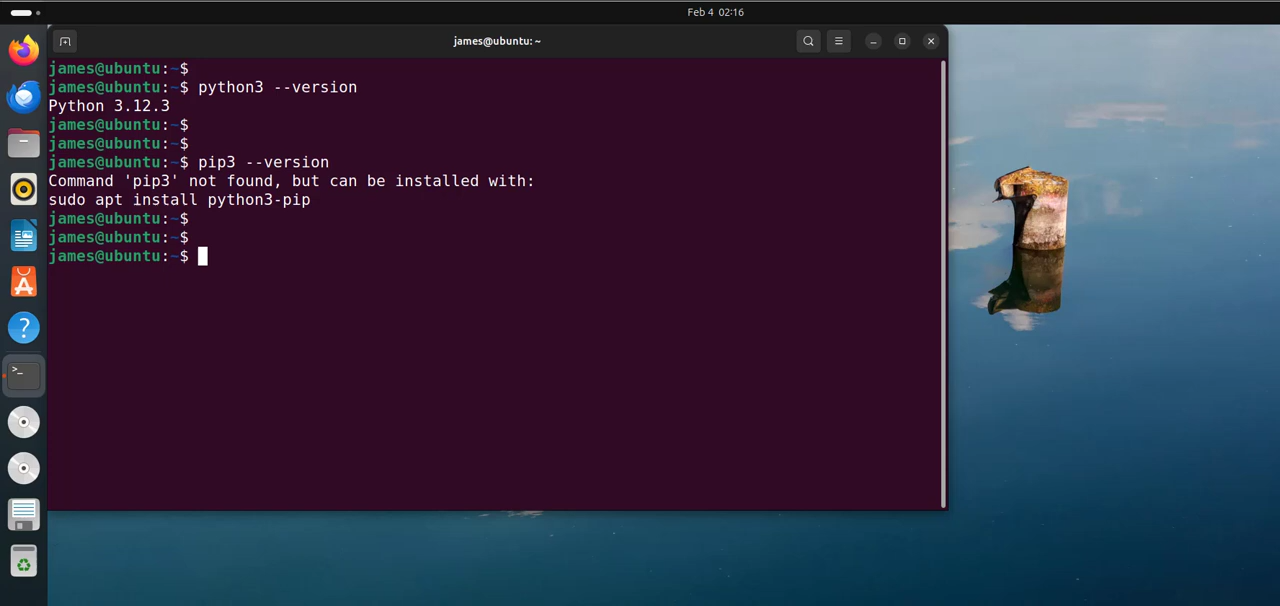 Feb 4 02:16
james@ubuntu: ~
james@ubuntu:~$
james@ubuntu:~$ python3 --version
Python 3.12.3
james@ubuntu:~$
james@ubuntu:~$
james@ubuntu:~$ pip3 --version
Command 'pip3' not found, but can be installed with:
sudo apt install python3-pip
james@ubuntu:~$
james@ubuntu:~$
james@ubuntu:~$